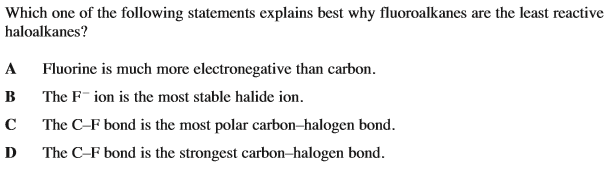 Which one of the following statements explains best why fluoroalkanes are the least reactive
haloalkanes?
A Fluorine is much more electronegative than carbon.
B The F⁻ ion is the most stable halide ion.
C The C–F bond is the most polar carbon–halogen bond.
D The C–F bond is the strongest carbon–halogen bond.